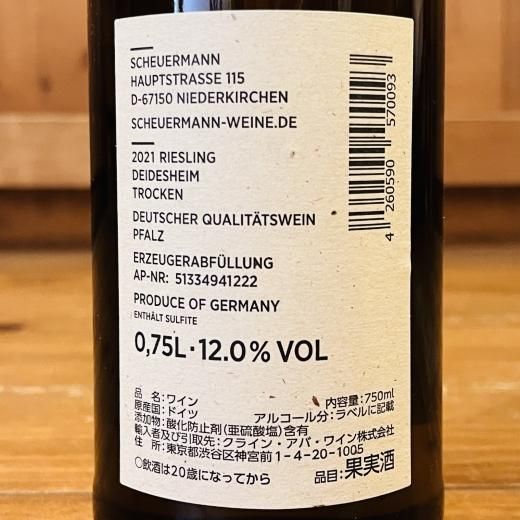 SCHEUERMANN
HAUPTSTRASSE 115
D-67150 NIEDERKIRCHEN
SCHEUERMANN-WEINE.DE
2021 RIESLING
DEIDESHEIM
TROCKEN
DEUTSCHER QUALITÄTSWEIN
PFALZ
ERZEUGERABFÜLLUNG
AP-NR: 51334941222
PRODUCE OF GERMANY
ENTHÄLT SULFITE
0,75L · 12.0% VOL
4 260590 570093
品 名：ワイン
内容量：750ml
原産国：ドイツ
アルコール分：ラベルに記載
添加物：酸化防止剤(亜硫酸塩)含有
輸入者及び引取先：クライン・アパ・ワイン株式会社
住 所：東京都渋谷区神宮前1-4-20-1005
○飲酒は20歳になってから
品目：果実酒